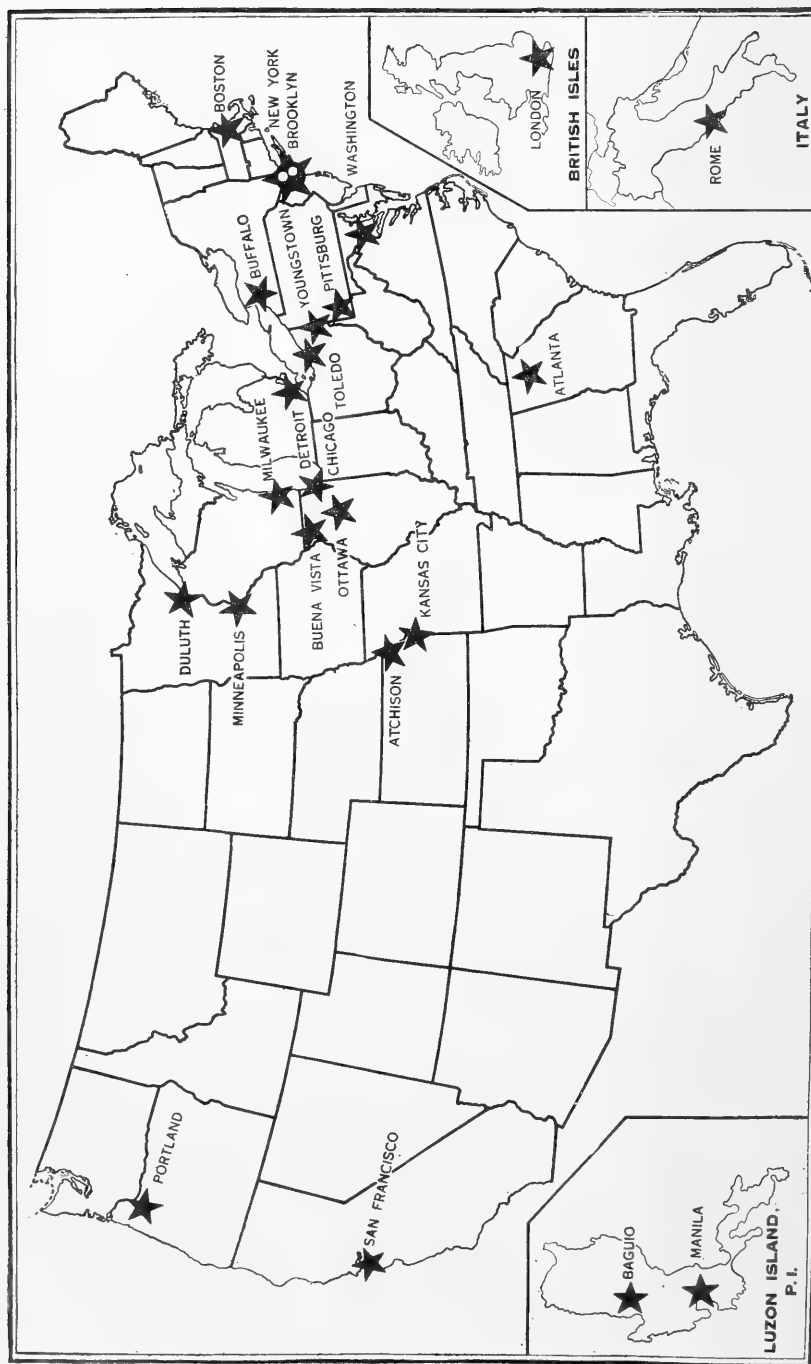 BOSTON
NEW YORK
BROOKLYN
WASHINGTON
BUFFALO
YOUNGSTOWN
PITTSBURG
MILWAUKEE
DETROIT
CHICAGO
TOLEDO
DULUTH
MINNEAPOLIS
BUENA VISTA
OTTAWA
KANSAS CITY
ATCHISON
ATLANTA
PORTLAND
SAN FRANCISCO
LONDON
BRITISH ISLES
ROME
ITALY
BAGUIO
MANILA
LUZON ISLAND,
P. I.